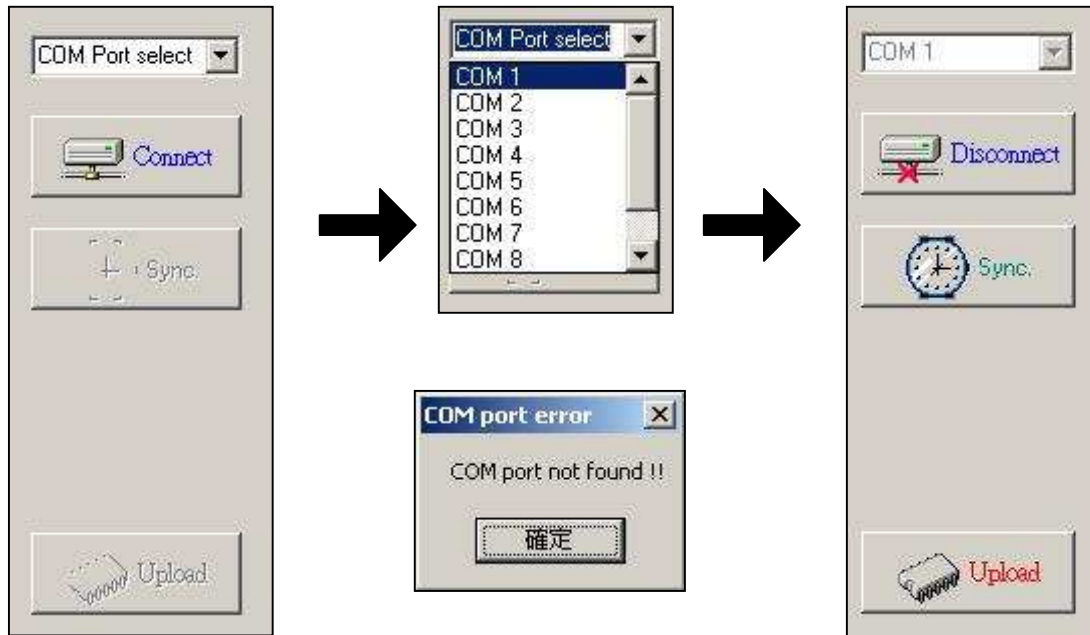 COM Port select
Connect
Sync.
Upload
COM Port select
COM 1
COM 2
COM 3
COM 4
COM 5
COM 6
COM 7
COM 8
COM port error
COM port not found !!
確定
COM 1
Disconnect
Sync.
Upload